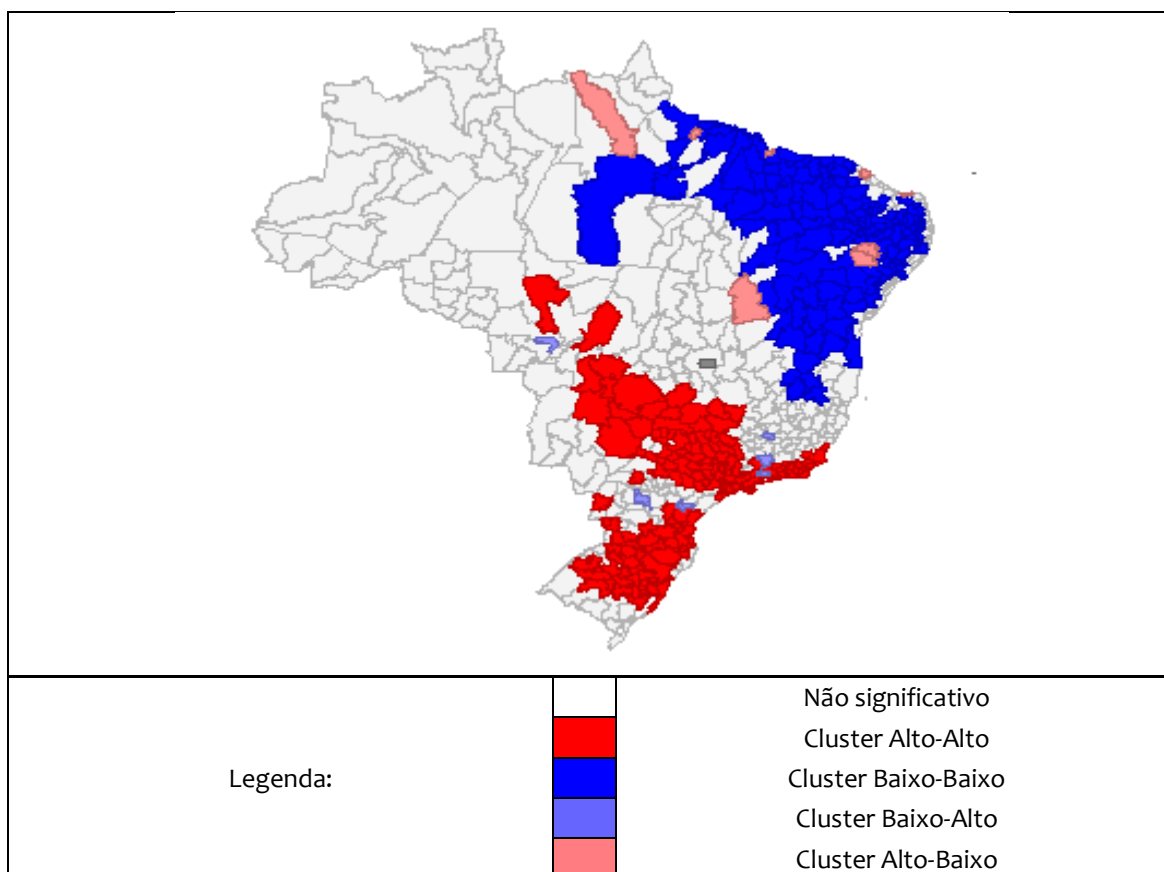 Não significativo
Cluster Alto-Alto
Legenda:
Cluster Baixo-Baixo
Cluster Baixo-Alto
Cluster Alto-Baixo